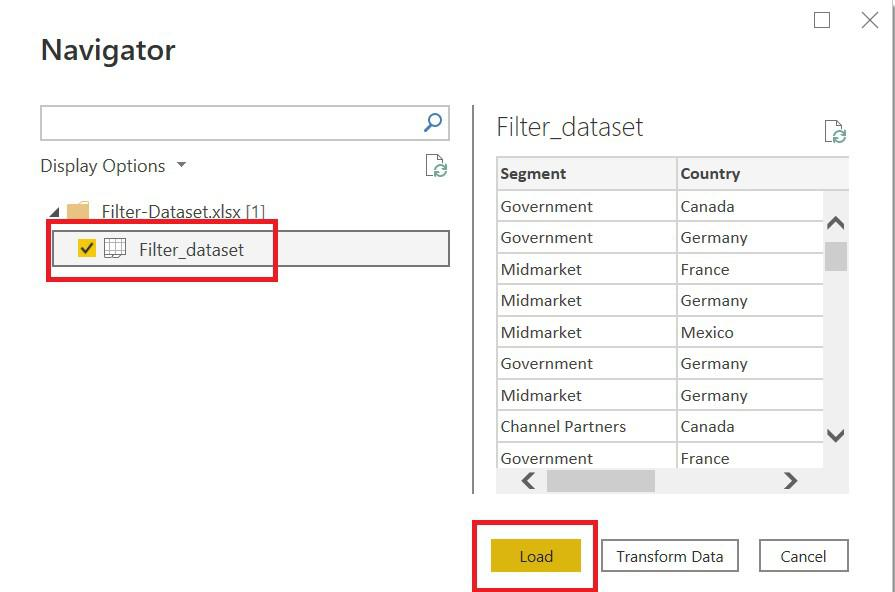 Navigator
Display Options
Filter-Dataset.xlsx [1]
Filter_dataset
Filter_dataset
Segment Country
Government Canada
Government Germany
Midmarket France
Midmarket Germany
Midmarket Mexico
Government Germany
Midmarket Germany
Channel Partners Canada
Government France
Load Transform Data Cancel